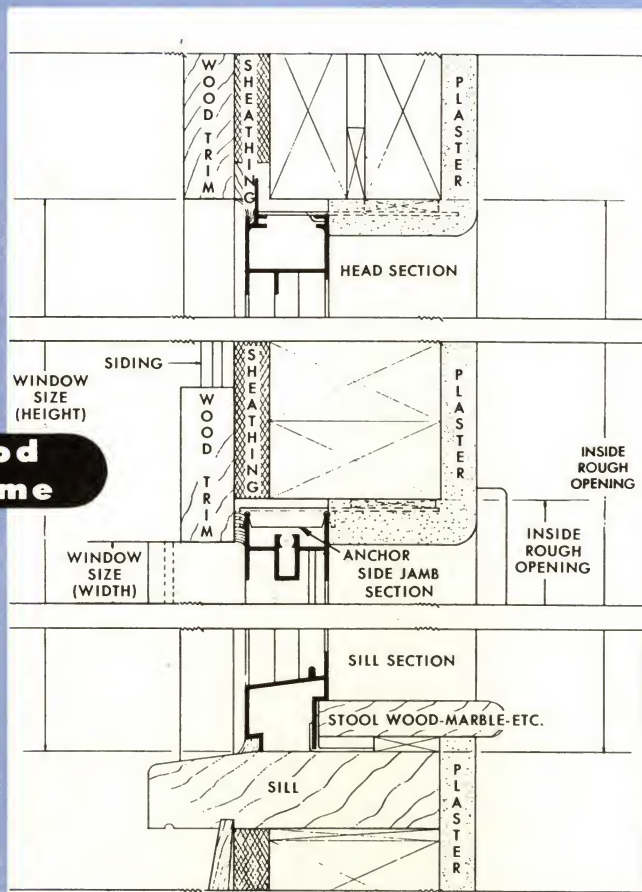 WOOD TRIM
SHEATHING
PLASTER
HEAD SECTION
SIDING
WINDOW
SIZE
(HEIGHT)
SHEATHING
WOOD TRIM
PLASTER
INSIDE
ROUGH
OPENING
od
me
INSIDE
ROUGH
OPENING
WINDOW
SIZE
(WIDTH)
ANCHOR
SIDE JAMB
SECTION
SILL SECTION
STOOL WOOD-MARBLE-ETC.
SILL
PLASTER